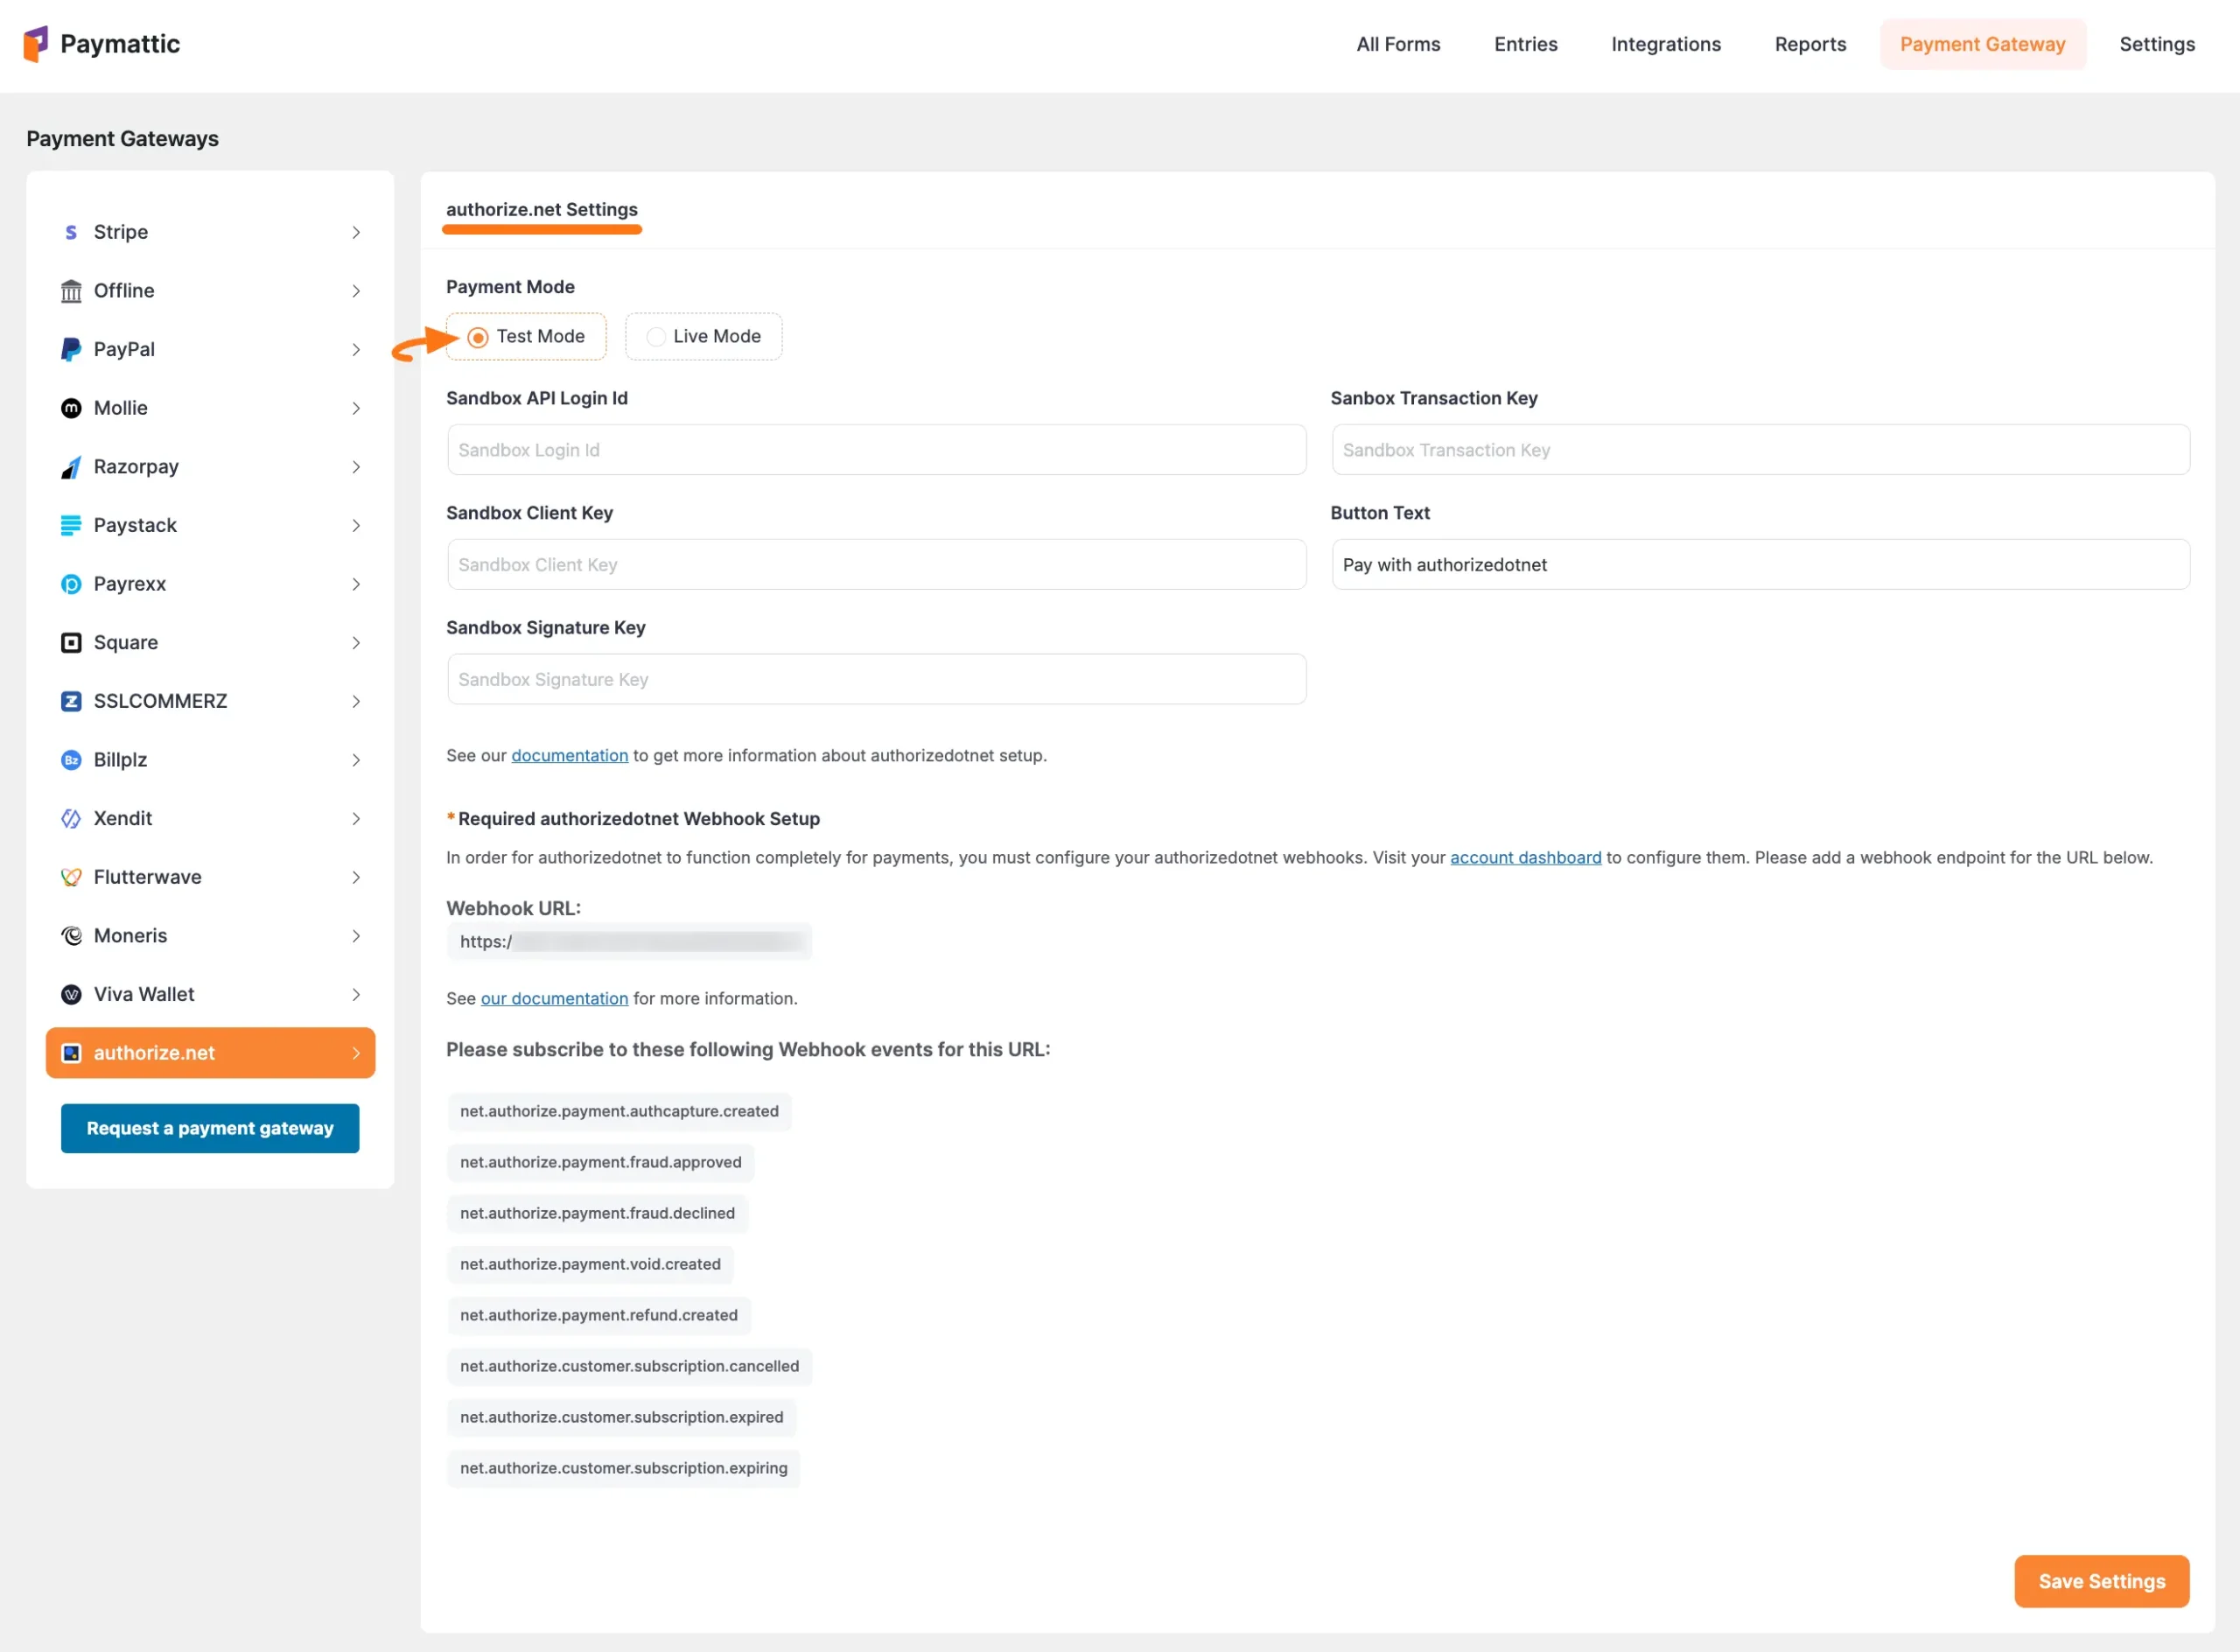 Paymattic
All Forms
Entries
Integrations
Reports
Payment Gateway
Settings
Payment Gateways
Stripe
Offline
PayPal
Mollie
Razorpay
Paystack
Payrexx
Square
SSLCOMMERZ
Billplz
Xendit
Flutterwave
Moneris
Viva Wallet
authorize.net
Request a payment gateway
authorize.net Settings
Payment Mode
Test Mode
Live Mode
Sandbox API Login Id
Sanbox Transaction Key
Sandbox Login Id
Sandbox Transaction Key
Sandbox Client Key
Button Text
Sandbox Client Key
Pay with authorizedotnet
Sandbox Signature Key
Sandbox Signature Key
See our documentation to get more information about authorizedotnet setup.
* Required authorizedotnet Webhook Setup
In order for authorizedotnet to function completely for payments, you must configure your authorizedotnet webhooks. Visit your account dashboard to configure them. Please add a webhook endpoint for the URL below.
Webhook URL:
https:/
See our documentation for more information.
Please subscribe to these following Webhook events for this URL:
net.authorize.payment.authcapture.created
net.authorize.payment.fraud.approved
net.authorize.payment.fraud.declined
net.authorize.payment.void.created
net.authorize.payment.refund.created
net.authorize.customer.subscription.cancelled
net.authorize.customer.subscription.expired
net.authorize.customer.subscription.expiring
Save Settings